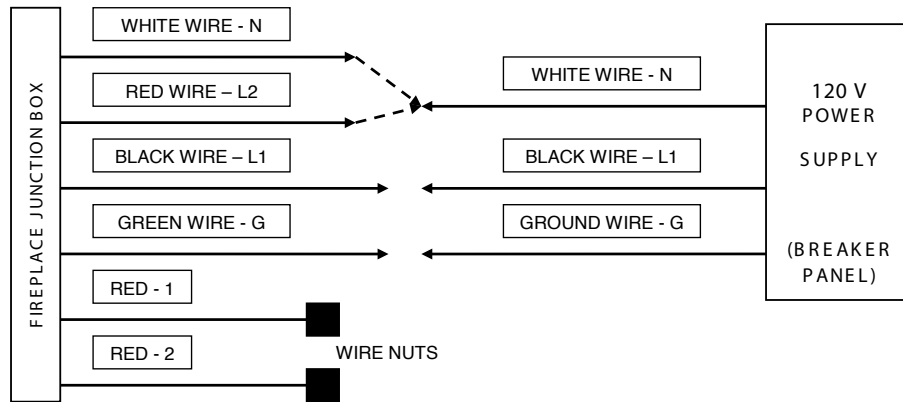 WHITE WIRE - N
RED WIRE – L2
BLACK WIRE – L1
GREEN WIRE - G
RED - 1
RED - 2
FIREPLACE JUNCTION BOX
WIRE NUTS
WHITE WIRE - N
BLACK WIRE – L1
GROUND WIRE - G
120 V
POWER
SUPPLY
(BREAKER
PANEL)